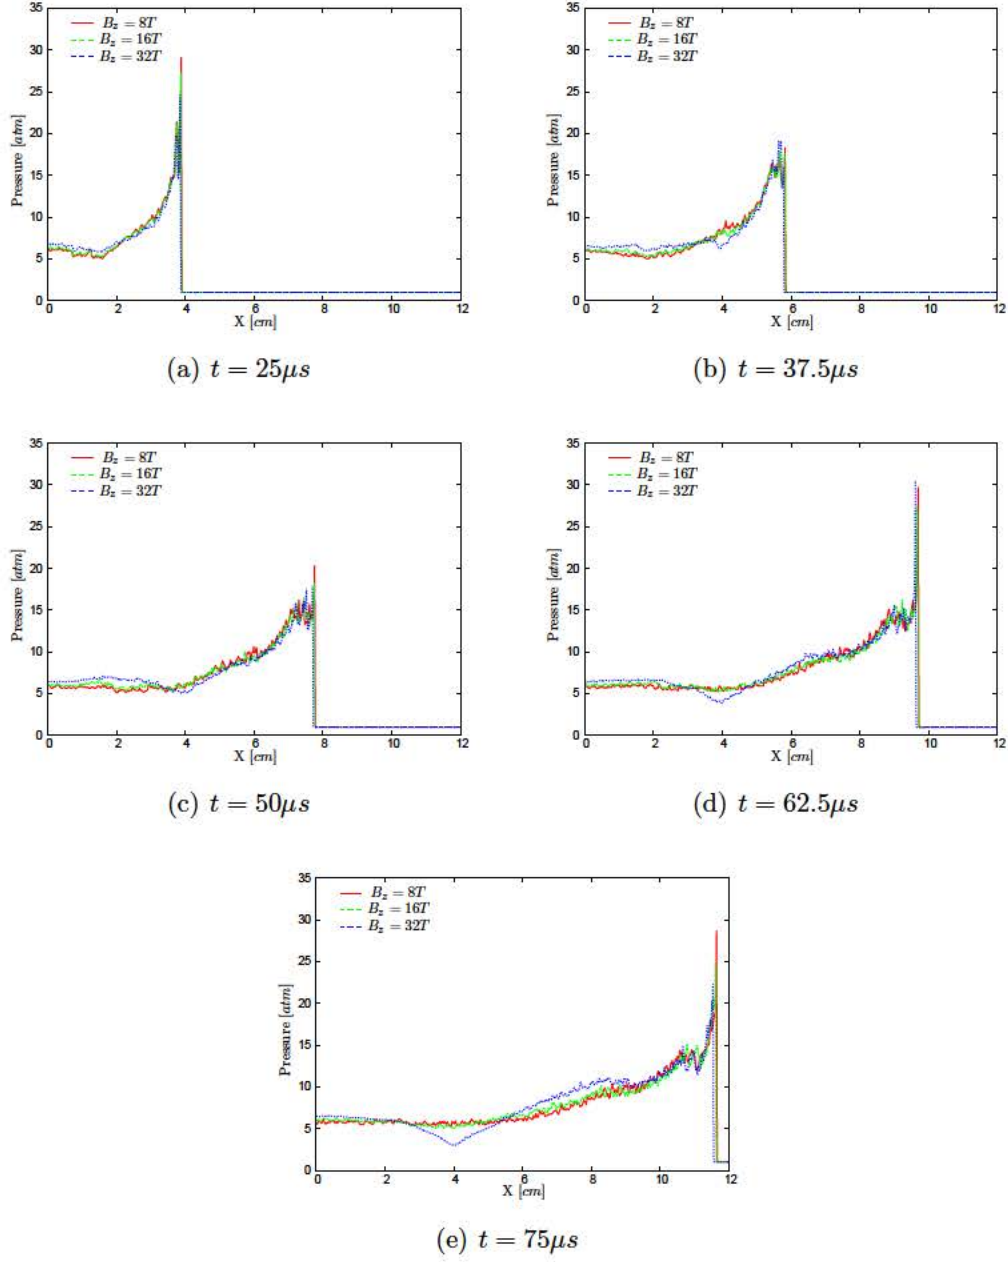 35
30
25
20
15
10
5
0
Pressure [atm]
B_z = 8T
B_z = 16T
B_z = 32T
0 2 4 6 8 10 12
X [cm]
35
30
25
20
15
10
5
0
Pressure [atm]
B_z = 8T
B_z = 16T
B_z = 32T
0 2 4 6 8 10 12
X [cm]
(a) t = 25μs
(b) t = 37.5μs
35
30
25
20
15
10
5
0
Pressure [atm]
B_z = 8T
B_z = 16T
B_z = 32T
0 2 4 6 8 10 12
X [cm]
35
30
25
20
15
10
5
0
Pressure [atm]
B_z = 8T
B_z = 16T
B_z = 32T
0 2 4 6 8 10 12
X [cm]
(c) t = 50μs
(d) t = 62.5μs
35
30
25
20
15
10
5
0
Pressure [atm]
B_z = 8T
B_z = 16T
B_z = 32T
0 2 4 6 8 10 12
X [cm]
(e) t = 75μs